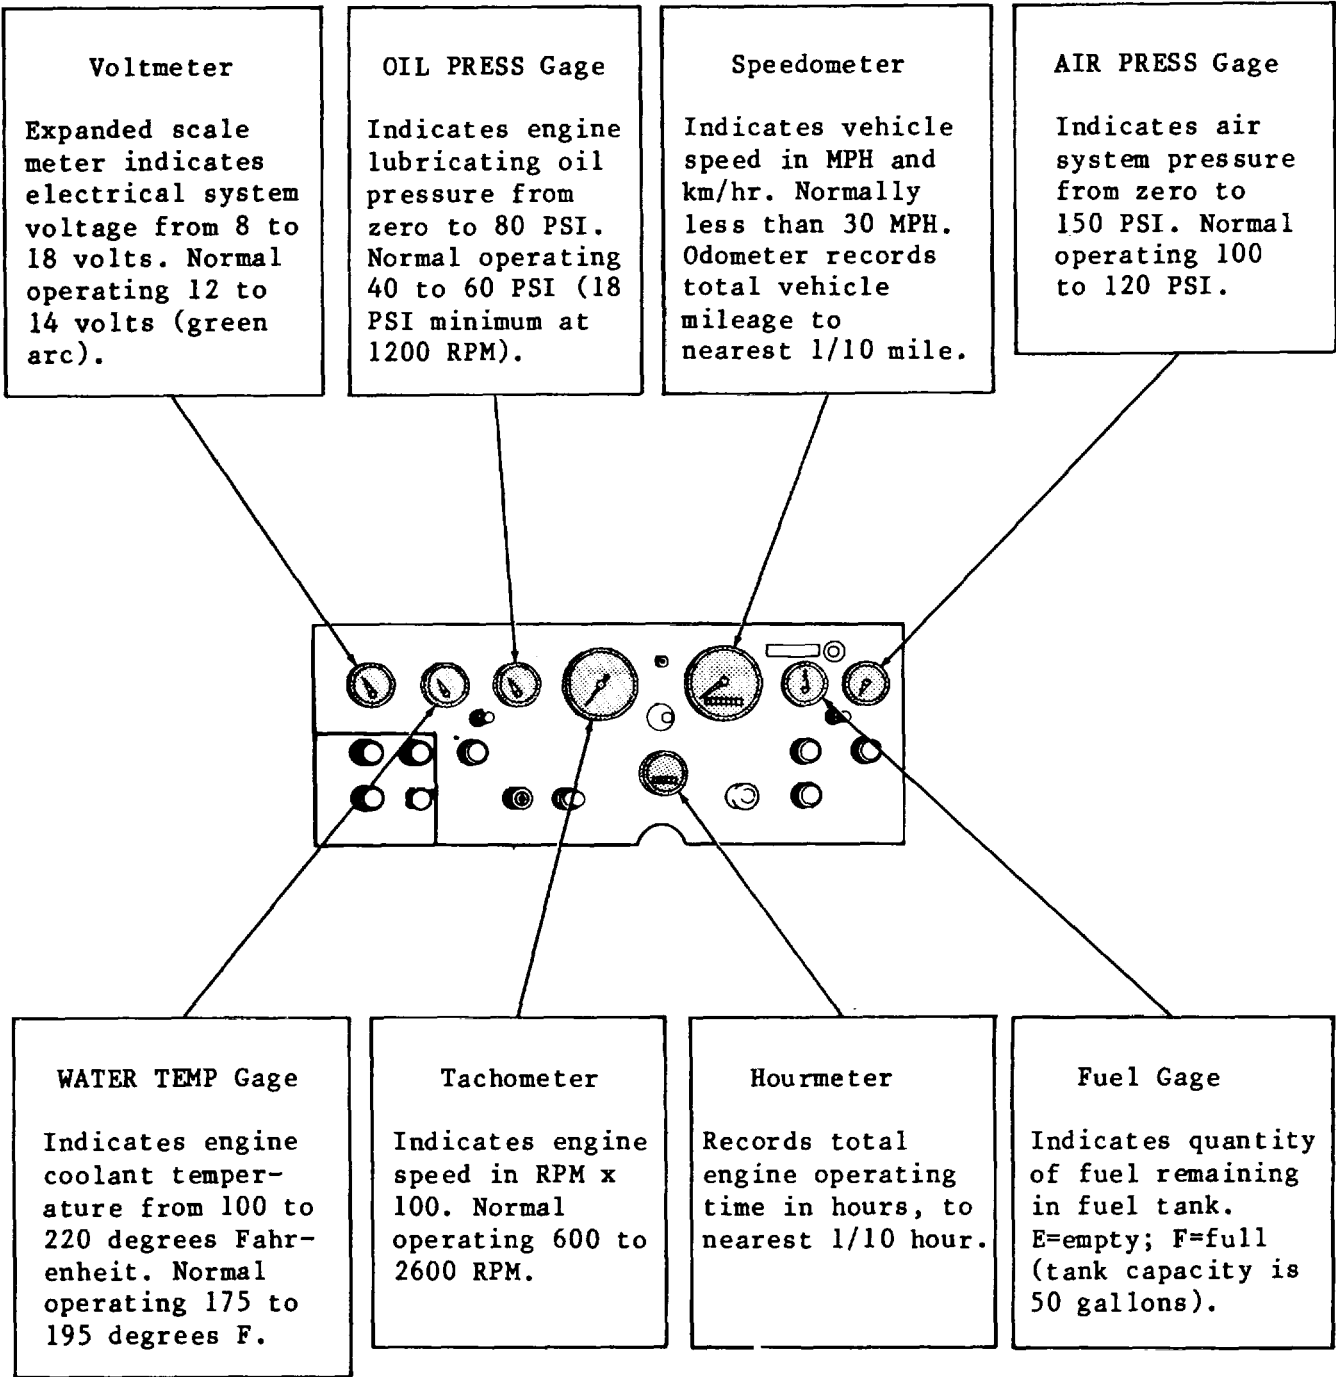 Voltmeter
Expanded scale
meter indicates
electrical system
voltage from 8 to
18 volts. Normal
operating 12 to
14 volts (green
arc).
OIL PRESS Gage
Indicates engine
lubricating oil
pressure from
zero to 80 PSI.
Normal operating
40 to 60 PSI (18
PSI minimum at
1200 RPM).
Speedometer
Indicates vehicle
speed in MPH and
km/hr. Normally
less than 30 MPH.
Odometer records
total vehicle
mileage to
nearest 1/10 mile.
AIR PRESS Gage
Indicates air
system pressure
from zero to
150 PSI. Normal
operating 100
to 120 PSI.
WATER TEMP Gage
Indicates engine
coolant temper-
ature from 100 to
220 degrees Fahr-
enheit. Normal
operating 175 to
195 degrees F.
Tachometer
Indicates engine
speed in RPM x
100. Normal
operating 600 to
2600 RPM.
Hourmeter
Records total
engine operating
time in hours, to
nearest 1/10 hour.
Fuel Gage
Indicates quantity
of fuel remaining
in fuel tank.
E=empty; F=full
(tank capacity is
50 gallons).